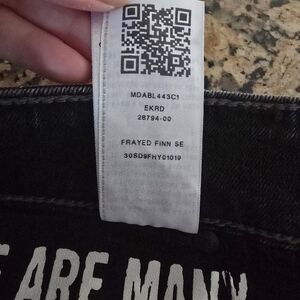 MDABL443C1
EKRD
28794-00
FRAYED FINN SE
30SD9FHY01019
ARE MANY